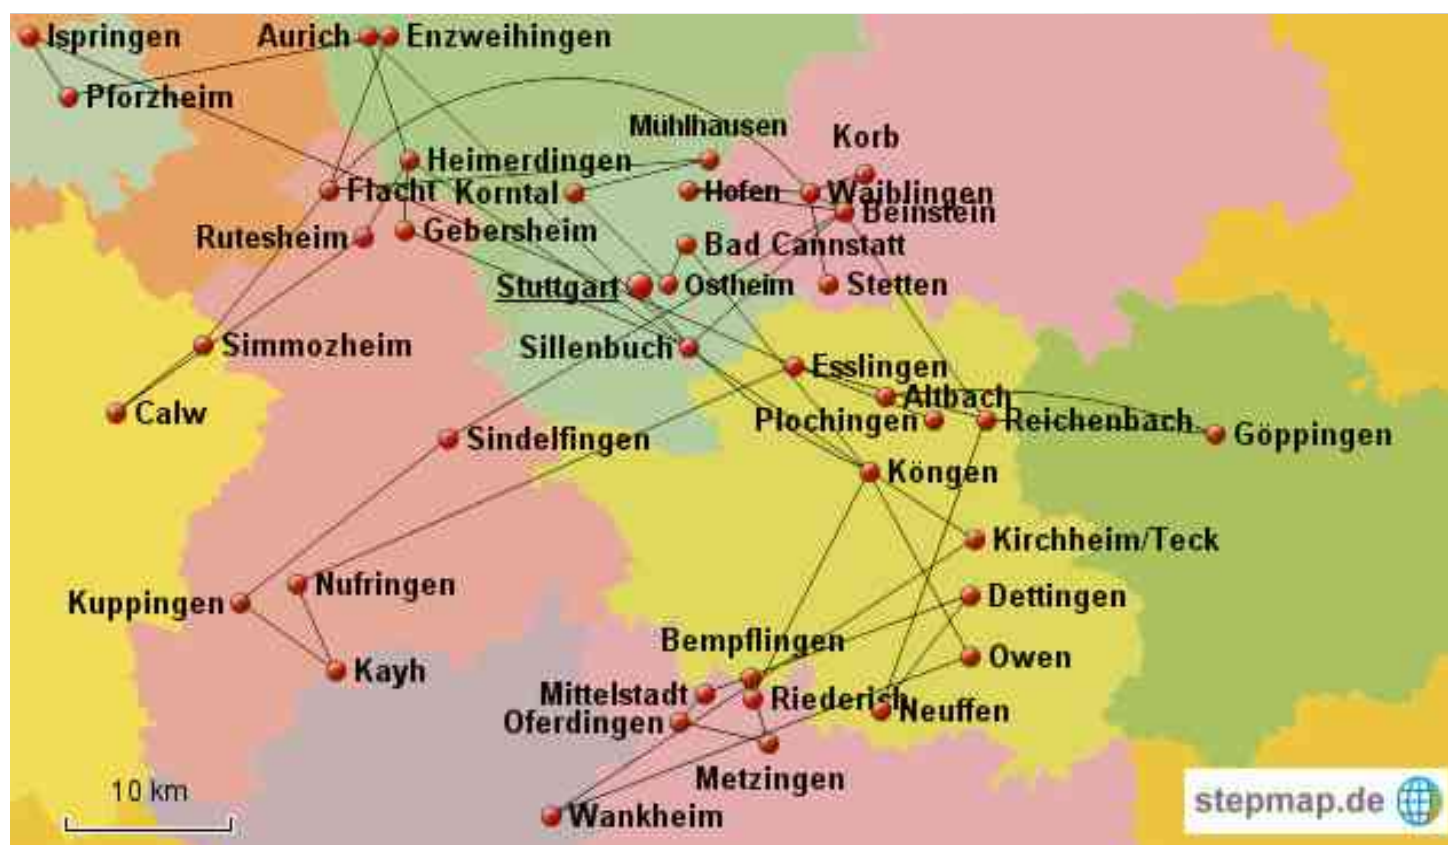 Ispringen
Aurich
Enzweihingen
Pforzheim
Mühlhausen
Korb
Heimerdingen
Flacht
Korntal
Hofen
Waiblingen
Beinstein
Rutesheim
Gebersheim
Bad Cannstatt
Stuttgart
Ostheim
Stetten
Simmozheim
Sillenbuch
Esslingen
Altbach
Calw
Plochingen
Reichenbach
Sindelfingen
Göppingen
Köngen
Kirchheim/Teck
Nufringen
Kuppingen
Dettingen
Bempflingen
Owen
Kayh
Mittelstadt
Riederich
Neuffen
Oferdingen
Metzingen
10 km
stepmap.de
Wankheim